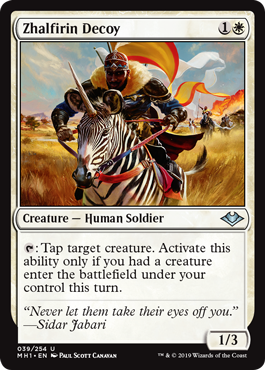 Zhalfirin Decoy 1
Creature — Human Soldier
: Tap target creature. Activate this
ability only if you had a creature
enter the battlefield under your
control this turn.
“Never let them take their eyes off you.”
—Sidar Jabari
1/3
039/254 U
MH1 • EN Paul Scott Canavan
™ & © 2019 Wizards of the Coast